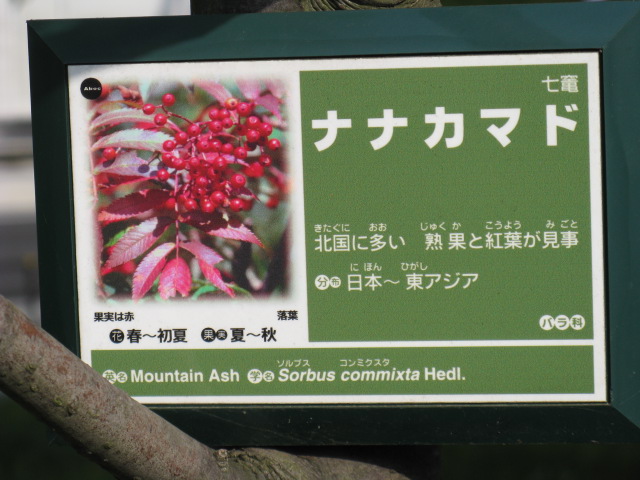 Aboc
七竈
ナナカマド
きたぐに おお じゅく か こうよう み ごと
北国に多い 熟果と紅葉が見事
に ほん ひがし
分布 日本～東アジア
バラ科
果実は赤 落葉
花 春～初夏 果実 夏～秋
ソルブス コンミクスタ
英名 Mountain Ash 学名 Sorbus commixta Hedl.